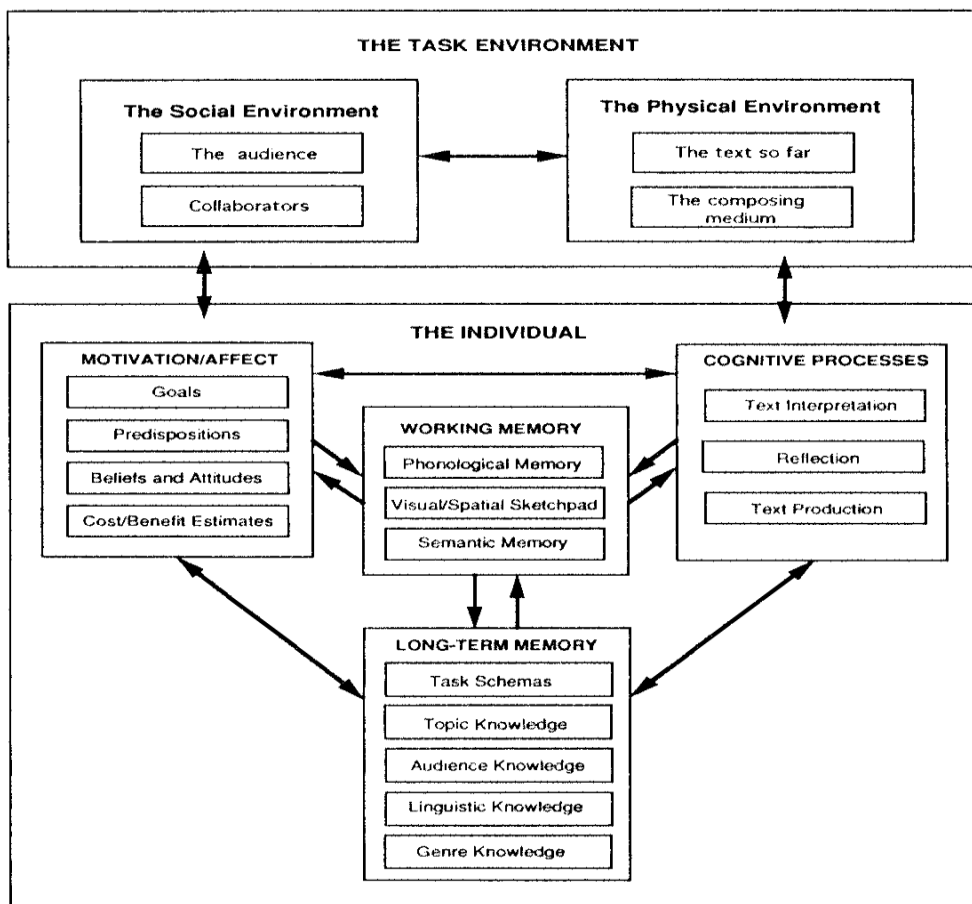 THE TASK ENVIRONMENT
The Social Environment
The audience
Collaborators
The Physical Environment
The text so far
The composing
medium
THE INDIVIDUAL
MOTIVATION/AFFECT
Goals
Predispositions
Beliefs and Attitudes
Cost/Benefit Estimates
WORKING MEMORY
Phonological Memory
Visual/Spatial Sketchpad
Semantic Memory
COGNITIVE PROCESSES
Text Interpretation
Reflection
Text Production
LONG-TERM MEMORY
Task Schemas
Topic Knowledge
Audience Knowledge
Linguistic Knowledge
Genre Knowledge